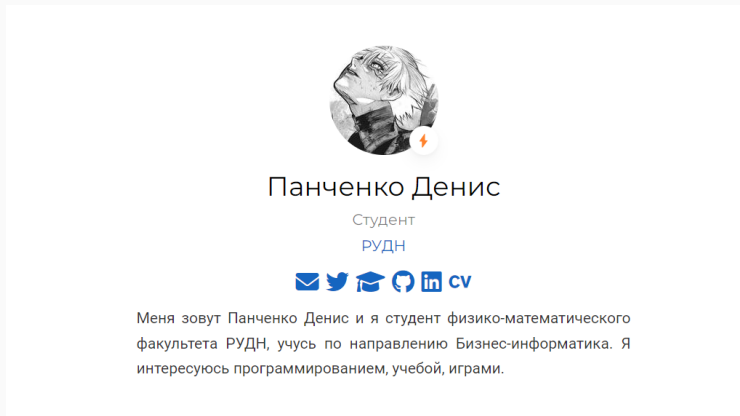 Панченко Денис
Студент
РУДН
CV
Меня зовут Панченко Денис и я студент физико-математического
факультета РУДН, учусь по направлению Бизнес-информатика. Я
интересуюсь программированием, учебой, играми.